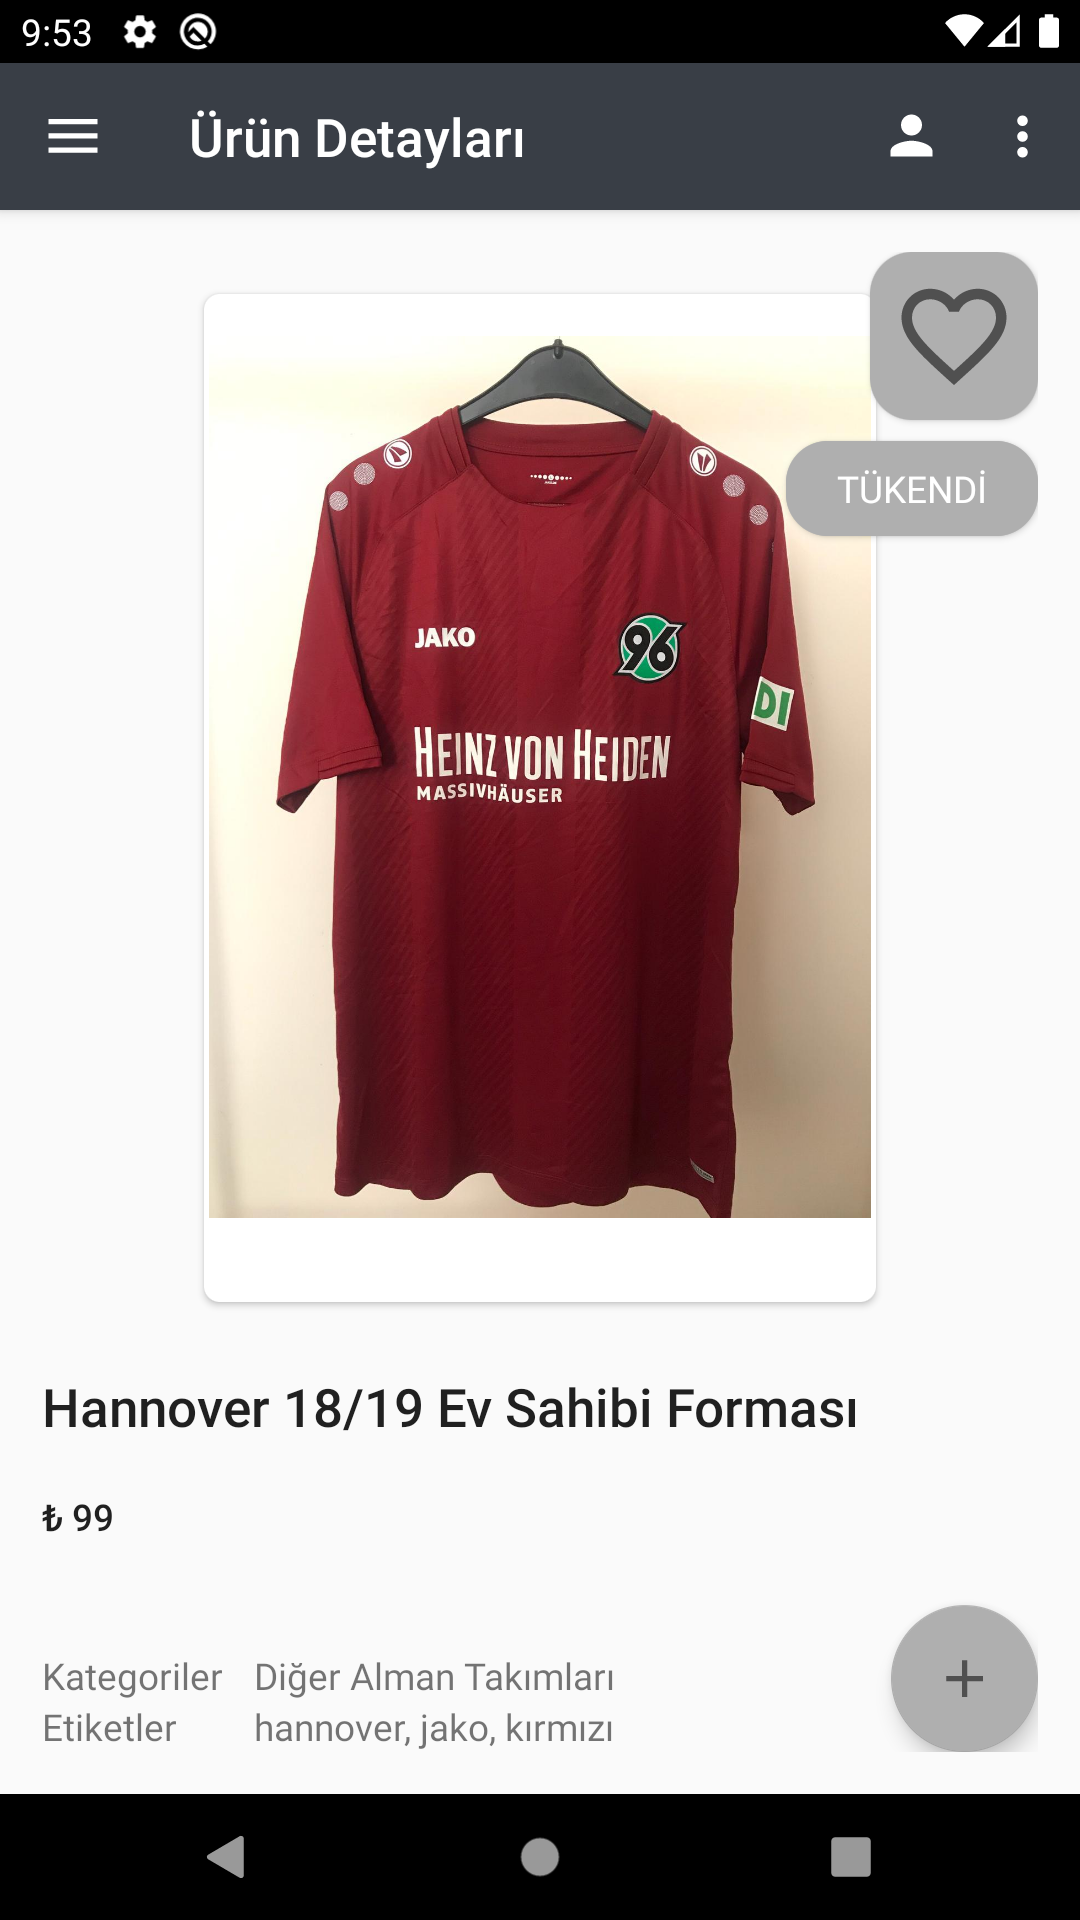 9:53
Ürün Detayları
TÜKENDİ
JAKO
96
DI
HEINZ VON HEIDEN
MASSIVHÄUSER
Hannover 18/19 Ev Sahibi Forması
₺ 99
Kategoriler Diğer Alman Takımları
Etiketler hannover, jako, kırmızı